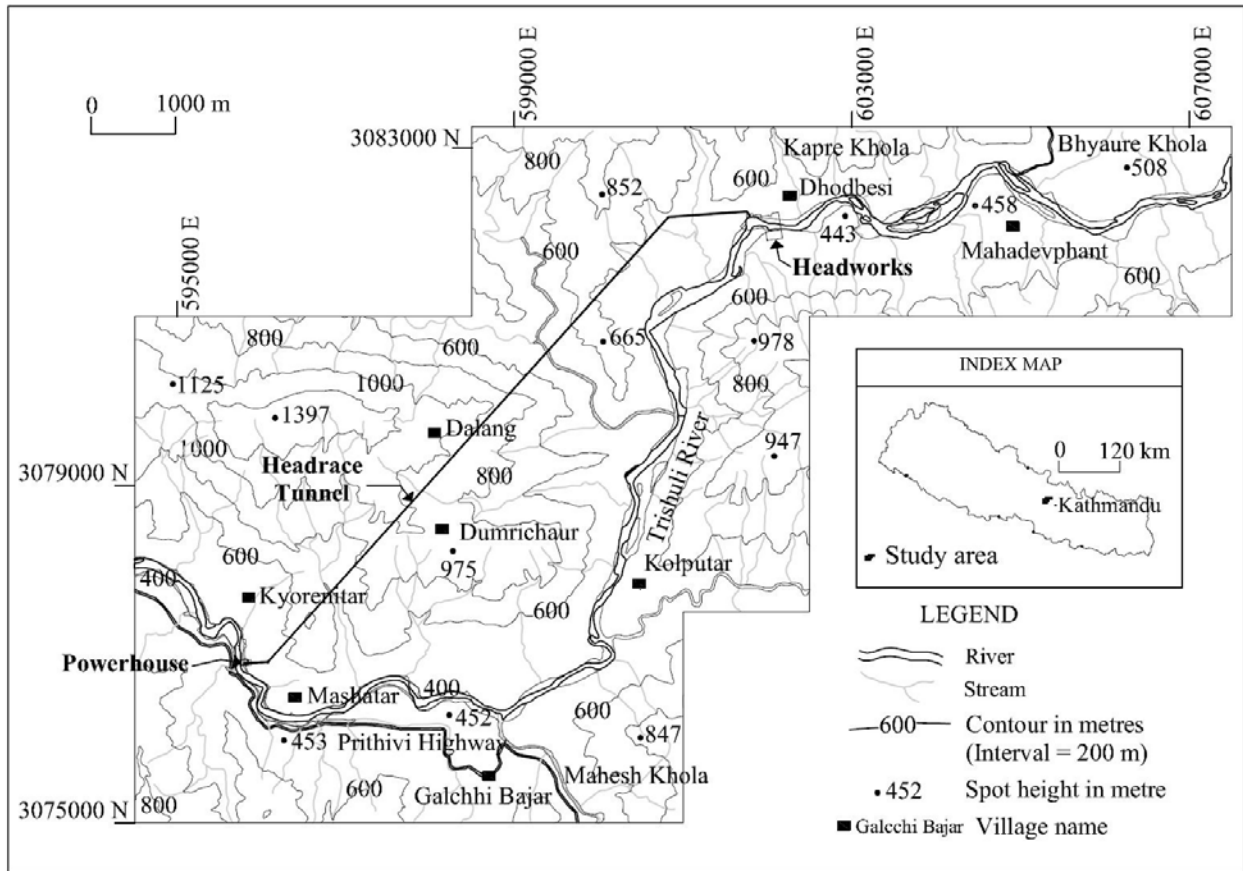 599000 E
603000 E
607000 E
0 1000 m
3083000 N
800
Kapre Khola
Bhyaure Khola
508
852
600
Dhodbesi
458
443
Mahadevphant
595000 E
600
Headworks
600
600
800
600
665
978
1125
1000
800
1397
Dalang
947
1000
Headrace
Tunnel
800
3079000 N
Trishuli River
Dumrichaur
600
975
Kolputar
400
Kyorenitar
600
Powerhouse
Mashatar
400
452
600
453
Prithivi Highway
847
Mahesh Khola
600
Galchhi Bajar
800
3075000 N
INDEX MAP
0 120 km
Kathmandu
Study area
LEGEND
River
Stream
600 Contour in metres
(Interval = 200 m)
452 Spot height in metre
Galcchi Bajar Village name